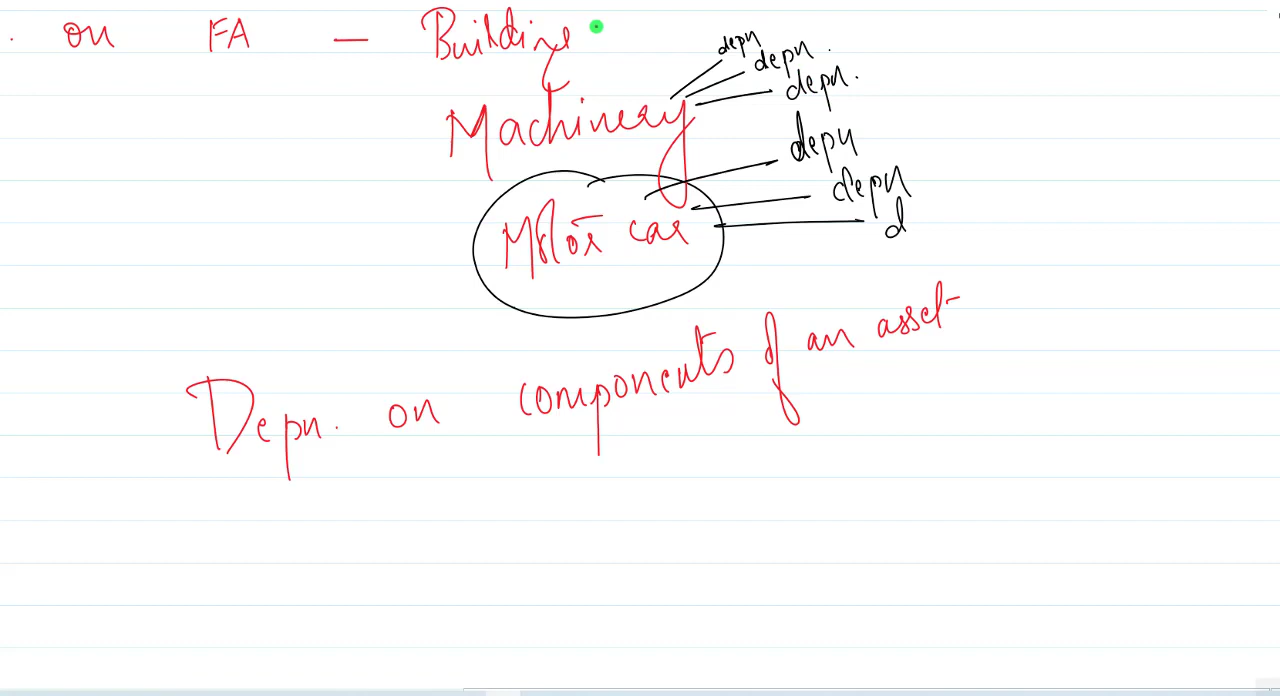 . on FA — Building
depn
depn.
depn.
Machinery
depn
depn
Motor car
d
Depn. on components of an asset